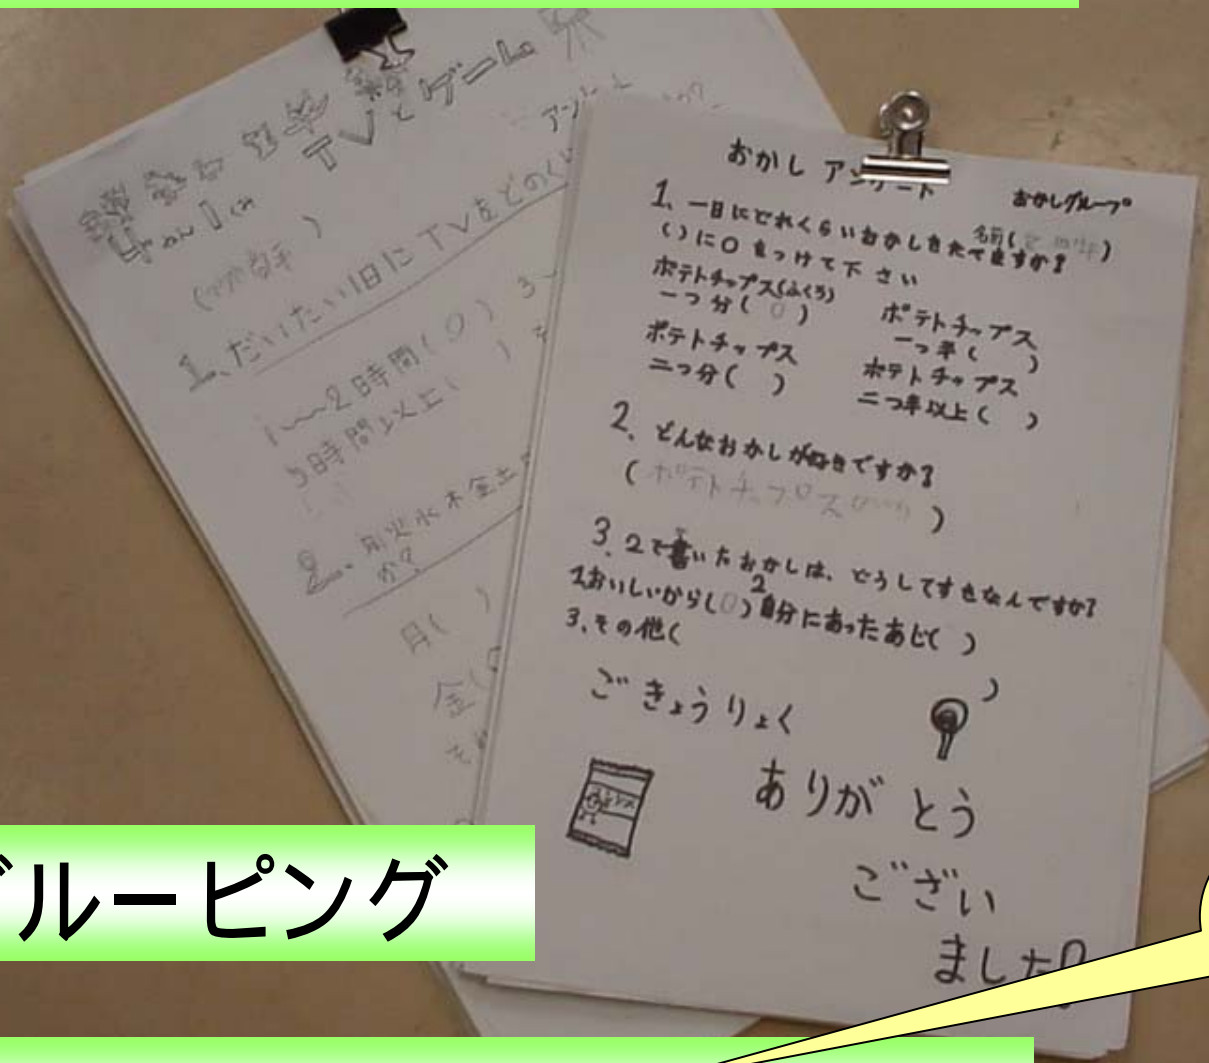 TVとゲーム
1、だいたい1日にTVをどのくら
1〜2時間(〇) 3〜
5時間以上(
2、月火水木金土
か?
月( )
金(
おかし アンケート
おかしグループ
名前( )
1、一日にどれくらいおかしをたべますか?
()に〇をつけて下さい
ポテトチップス(ふくろ)
一つ分(〇)
ポテトチップス
一つ半( )
ポテトチップス
二つ分( )
ポテトチップス
二つ半以上( )
2、どんなおかしが好きですか?
(ポテトチップス )
3、2で書いたおかしは、どうしてすきなんですか?
1おいしいから(〇) 2自分にあったあじ( )
3、その他( )
ごきょうりょく
ありがとう
ござい
ました!
グルーピング